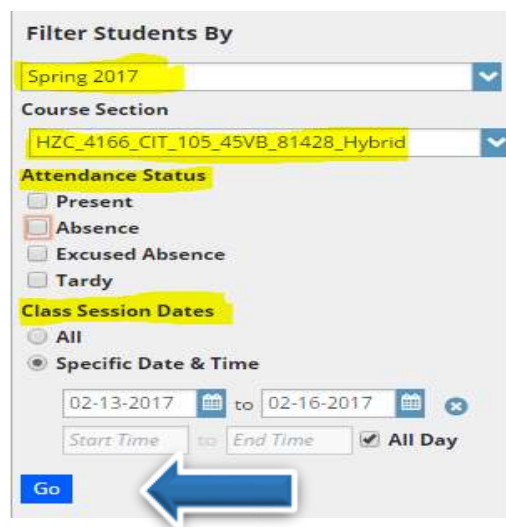 Filter Students By
Spring 2017
Course Section
HZC_4166_CIT_105_45VB_81428_Hybrid
Attendance Status
Present
Absence
Excused Absence
Tardy
Class Session Dates
All
Specific Date & Time
02-13-2017 to 02-16-2017
Start Time to End Time All Day
Go